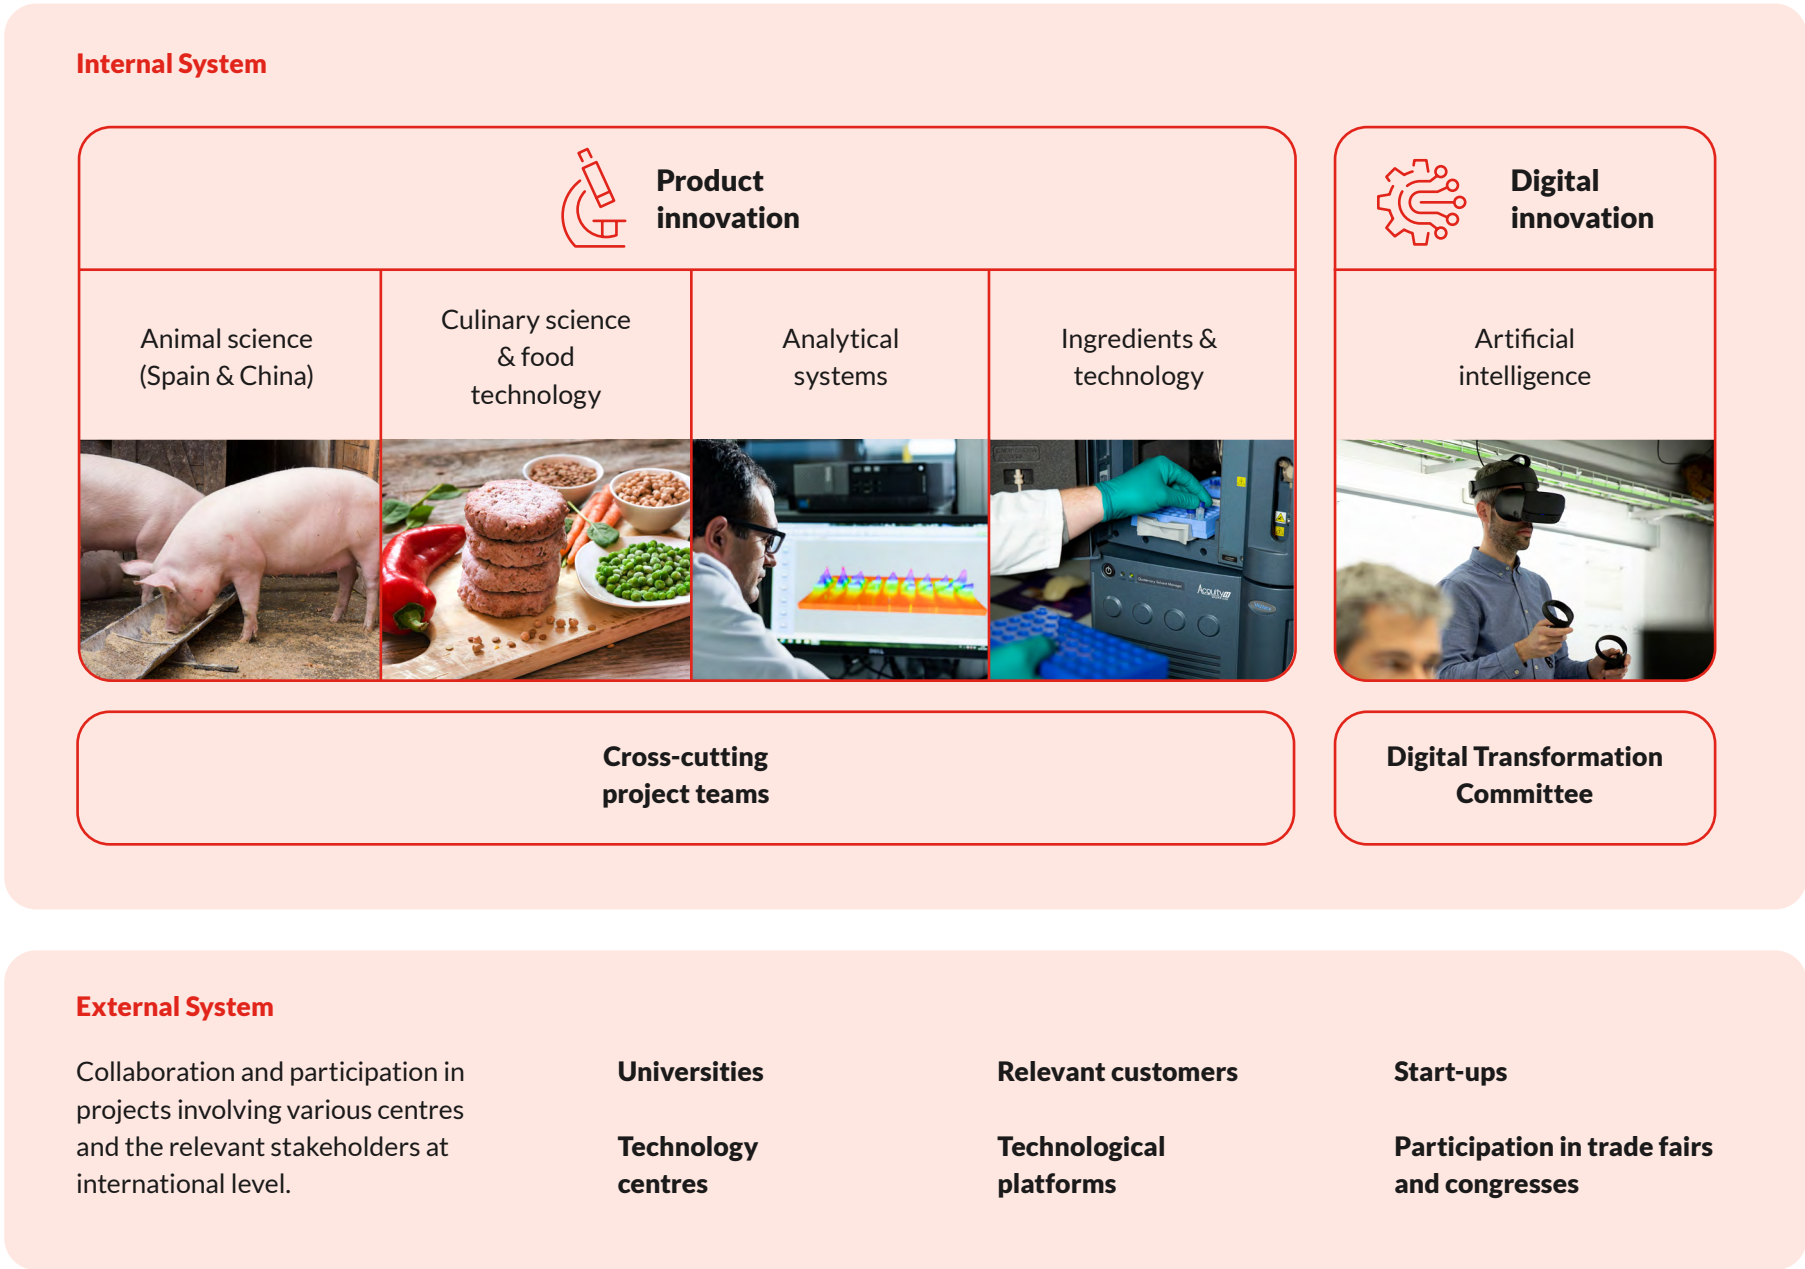 Internal System
Product
innovation
Digital
innovation
Animal science
(Spain & China)
Culinary science
& food
technology
Analytical
systems
Ingredients &
technology
Artificial
intelligence
Acquity
DELL
Cross-cutting
project teams
Digital Transformation
Committee
External System
Collaboration and participation in
projects involving various centres
and the relevant stakeholders at
international level.
Universities
Relevant customers
Start-ups
Technology
centres
Technological
platforms
Participation in trade fairs
and congresses